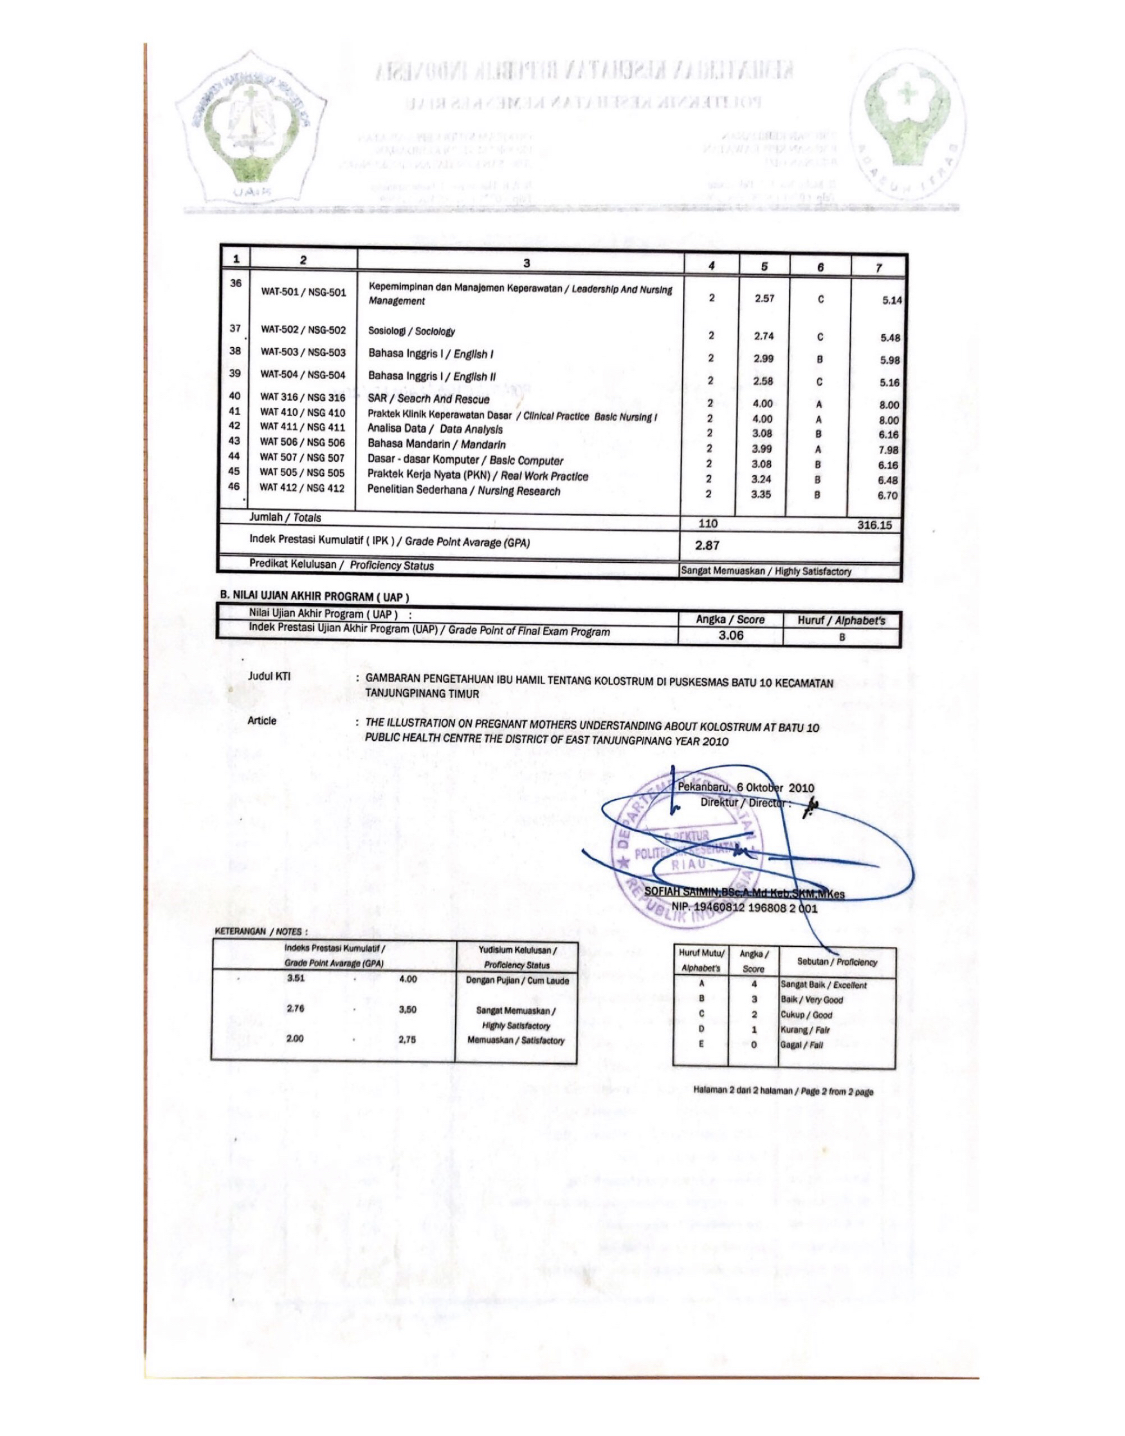 KEMENTERIAN KESEHATAN REPUBLIK INDONESIA
POLITEKNIK KESEHATAN KEMENKES RIAU
1 2 3 4 5 6 7
36 WAT-501 / NSG-501 Kepemimpinan dan Manajemen Keperawatan / Leadership And Nursing Management 2 2.57 C 5.14
37 WAT-502 / NSG-502 Sosiologi / Sociology 2 2.74 C 5.48
38 WAT-503 / NSG-503 Bahasa Inggris I / English I 2 2.99 B 5.98
39 WAT-504 / NSG-504 Bahasa Inggris I / English II 2 2.58 C 5.16
40 WAT 316 / NSG 316 SAR / Seacrh And Rescue 2 4.00 A 8.00
41 WAT 410 / NSG 410 Praktek Klinik Keperawatan Dasar / Clinical Practice Basic Nursing I 2 4.00 A 8.00
42 WAT 411 / NSG 411 Analisa Data / Data Analysis 2 3.08 B 6.16
43 WAT 506 / NSG 506 Bahasa Mandarin / Mandarin 2 3.99 A 7.98
44 WAT 507 / NSG 507 Dasar - dasar Komputer / Basic Computer 2 3.08 B 6.16
45 WAT 505 / NSG 505 Praktek Kerja Nyata (PKN) / Real Work Practice 2 3.24 B 6.48
46 WAT 412 / NSG 412 Penelitian Sederhana / Nursing Research 2 3.35 B 6.70
Jumlah / Totals 110 316.15
Indek Prestasi Kumulatif ( IPK ) / Grade Point Avarage (GPA) 2.87
Predikat Kelulusan / Proficiency Status Sangat Memuaskan / Highly Satisfactory
B. NILAI UJIAN AKHIR PROGRAM ( UAP )
Nilai Ujian Akhir Program ( UAP ) : Angka / Score Huruf / Alphabet's
Indek Prestasi Ujian Akhir Program (UAP) / Grade Point of Final Exam Program 3.06 B
Judul KTI : GAMBARAN PENGETAHUAN IBU HAMIL TENTANG KOLOSTRUM DI PUSKESMAS BATU 10 KECAMATAN
TANJUNGPINANG TIMUR
Article : THE ILLUSTRATION ON PREGNANT MOTHERS UNDERSTANDING ABOUT KOLOSTRUM AT BATU 10
PUBLIC HEALTH CENTRE THE DISTRICT OF EAST TANJUNGPINANG YEAR 2010
Pekanbaru, 6 Oktober 2010
Direktur / Director :
DEPARTEMEN KESEHATAN
DIREKTUR
POLITEKNIK KESEHATAN
RIAU
REPUBLIK INDONESIA
SOFIAH SAIMIN,BSc,A.Md Keb,SKM,MKes
NIP. 19460812 196808 2 001
KETERANGAN / NOTES :
Indeks Prestasi Kumulatif / Yudisium Kelulusan /
Grade Point Avarage (GPA) Proficiency Status
3.51 - 4.00 Dengan Pujian / Cum Laude
2.76 - 3,50 Sangat Memuaskan /
Highly Satisfactory
2.00 - 2,75 Memuaskan / Satisfactory
Huruf Mutu/ Angka / Sebutan / Proficiency
Alphabet's Score
A 4 Sangat Baik / Excellent
B 3 Baik / Very Good
C 2 Cukup / Good
D 1 Kurang / Fair
E 0 Gagal / Fail
Halaman 2 dari 2 halaman / Page 2 from 2 page